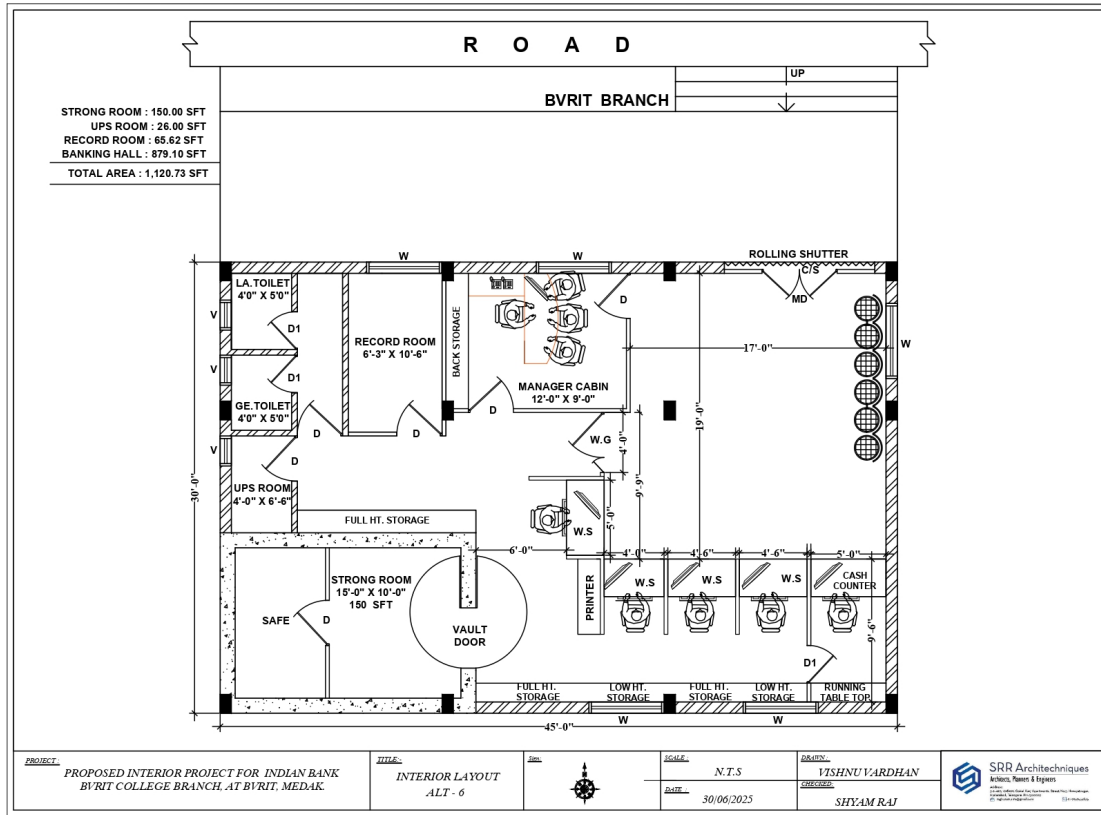 R O A D
UP
BVRIT BRANCH
STRONG ROOM : 150.00 SFT
UPS ROOM : 26.00 SFT
RECORD ROOM : 65.62 SFT
BANKING HALL : 879.10 SFT
TOTAL AREA : 1,120.73 SFT
ROLLING SHUTTER
W
W
C/S
MD
LA.TOILET
4'0" X 5'0"
V
D1
D
RECORD ROOM
6'-3" X 10'-6"
BACK STORAGE
17'-0"
W
V
D1
MANAGER CABIN
12'-0" X 9'-0"
GE.TOILET
4'0" X 5'0"
D
D
D
19'-0"
W.G
4'-0"
V
D
UPS ROOM
4'-0" X 6'-6"
30'-0"
9'-9"
FULL HT. STORAGE
W.S
5'-0"
6'-0"
4'-0"
4'-6"
4'-6"
5'-0"
STRONG ROOM
15'-0" X 10'-0"
150 SFT
PRINTER
W.S
W.S
W.S
CASH
COUNTER
SAFE
D
VAULT
DOOR
9'-6"
D1
FULL HT.
STORAGE
LOW HT.
STORAGE
FULL HT.
STORAGE
LOW HT.
STORAGE
RUNNING
TABLE TOP
W
W
45'-0"
PROJECT :
PROPOSED INTERIOR PROJECT FOR INDIAN BANK
BVRIT COLLEGE BRANCH, AT BVRIT, MEDAK.
TITLE:-
INTERIOR LAYOUT
ALT - 6
SCALE :
N.T.S
DATE :
30/06/2025
DRAWN :
VISHNU VARDHAN
CHECKED:
SHYAM RAJ
SRR Architechniques
Architects, Planners & Engineers